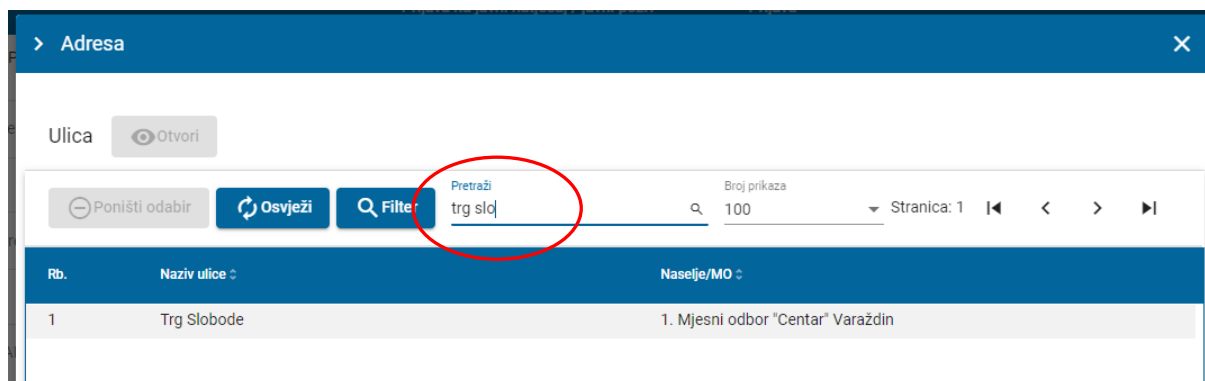 Adresa
Ulica Otvori
Poništi odabir Osvježi Filter Pretraži trg slo Broj prikaza 100 Stranica: 1
Rb. Naziv ulice Naselje/MO
1 Trg Slobode 1. Mjesni odbor "Centar" Varaždin